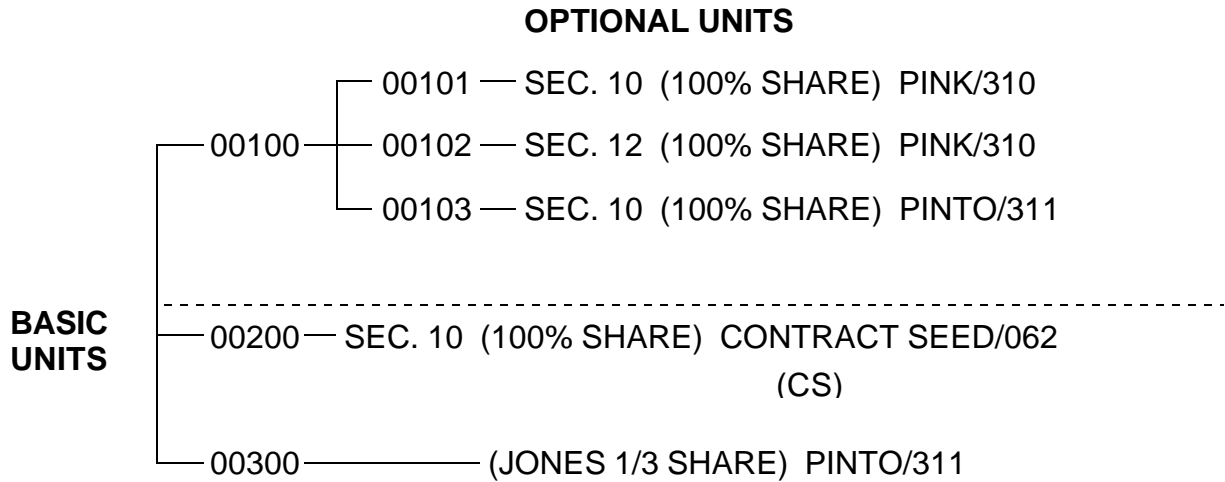 OPTIONAL UNITS
00101 SEC. 10 (100% SHARE) PINK/310
00100 00102 SEC. 12 (100% SHARE) PINK/310
00103 SEC. 10 (100% SHARE) PINTO/311
BASIC UNITS
00200 SEC. 10 (100% SHARE) CONTRACT SEED/062
(CS)
00300 (JONES 1/3 SHARE) PINTO/311